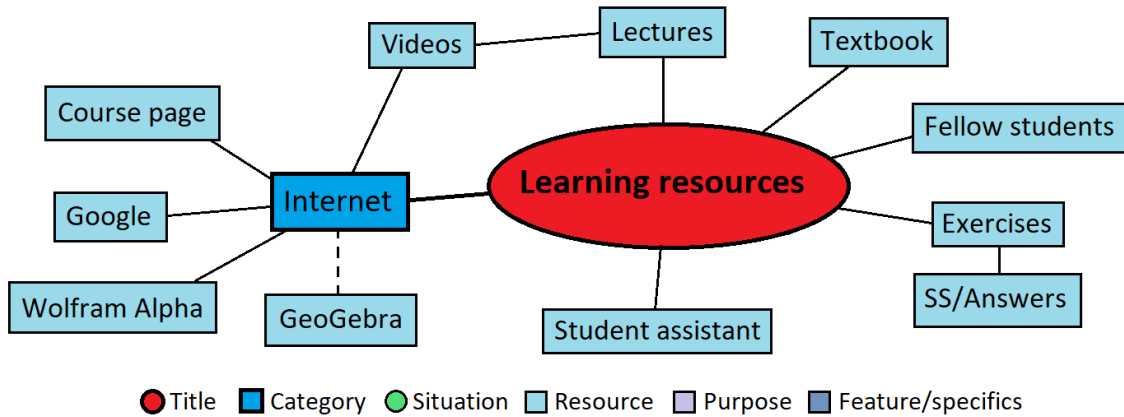 Videos
Lectures
Textbook
Course page
Fellow students
Learning resources
Internet
Google
Exercises
Wolfram Alpha
GeoGebra
SS/Answers
Student assistant
Title Category Situation Resource Purpose Feature/specifics